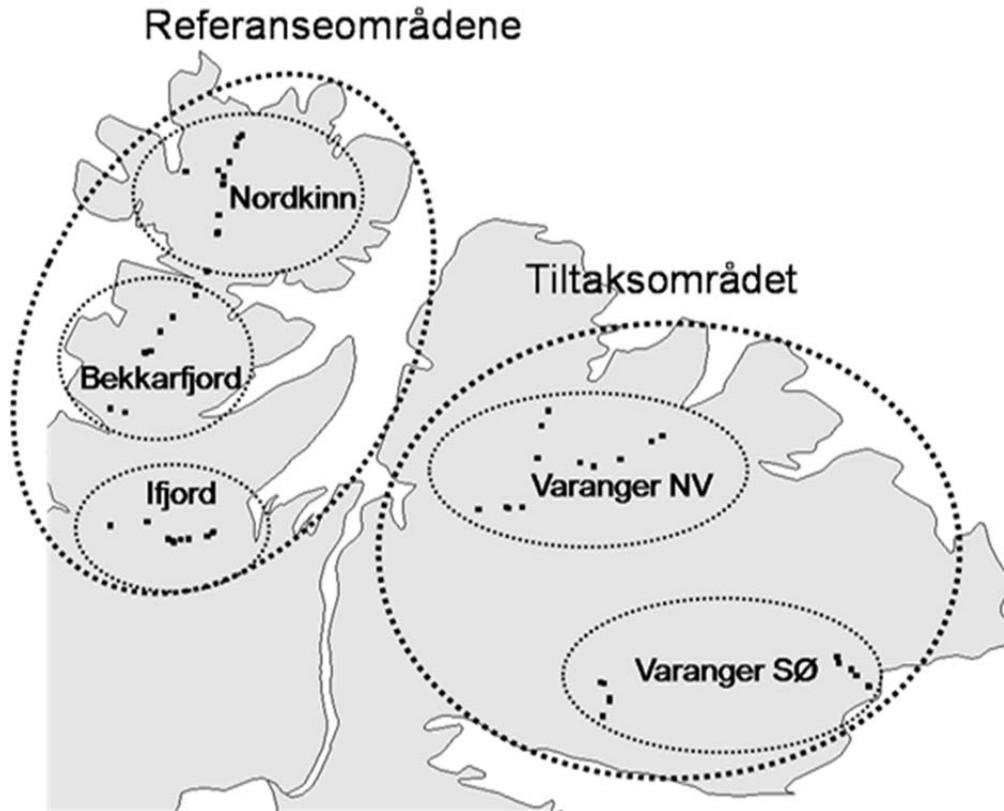 Referanseområdene
Nordkinn
Tiltaksområdet
Bekkarfjord
Ifjord
Varanger NV
Varanger SØ